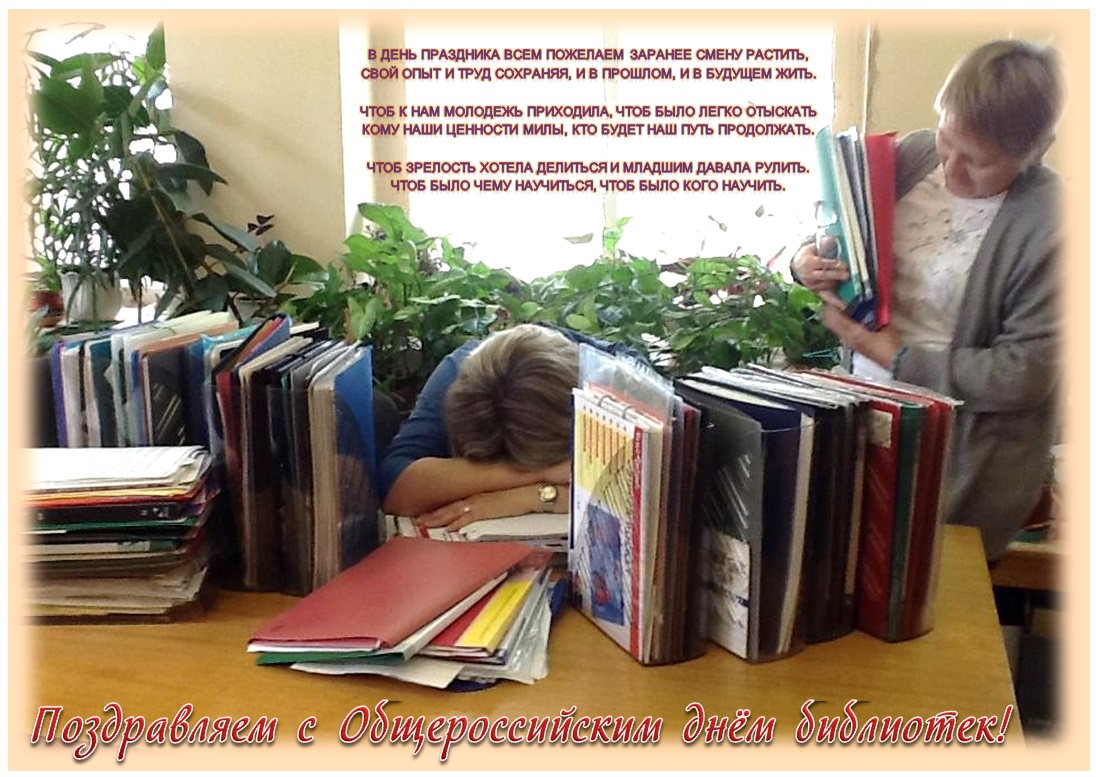 В ДЕНЬ ПРАЗДНИКА ВСЕМ ПОЖЕЛАЕМ ЗАРАНЕЕ СМЕНУ РАСТИТЬ,
СВОЙ ОПЫТ И ТРУД СОХРАНЯЯ, И В ПРОШЛОМ, И В БУДУЩЕМ ЖИТЬ.
ЧТОБ К НАМ МОЛОДЕЖЬ ПРИХОДИЛА, ЧТОБ БЫЛО ЛЕГКО ОТЫСКАТЬ
КОМУ НАШИ ЦЕННОСТИ МИЛЫ, КТО БУДЕТ НАШ ПУТЬ ПРОДОЛЖАТЬ.
ЧТОБ ЗРЕЛОСТЬ ХОТЕЛА ДЕЛИТЬСЯ И МЛАДШИМ ДАВАЛА РУЛИТЬ.
ЧТОБ БЫЛО ЧЕМУ НАУЧИТЬСЯ, ЧТОБ БЫЛО КОГО НАУЧИТЬ.
Поздравляем с Общероссийским днём библиотек!